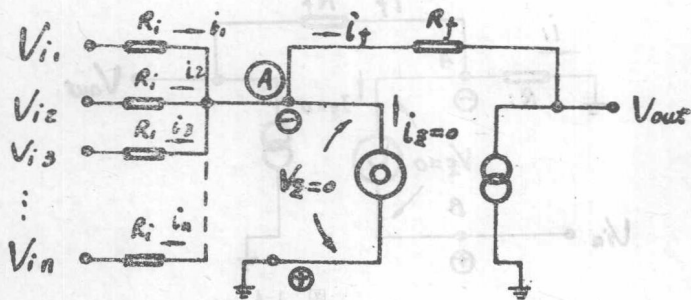 Vi1 Ri i1
Vi2 Ri i2
Vi3 Ri i3
⋮
Vin Ri in
A
if Rf
⊖
iΣ=0
VΣ=0
⊕
Vout